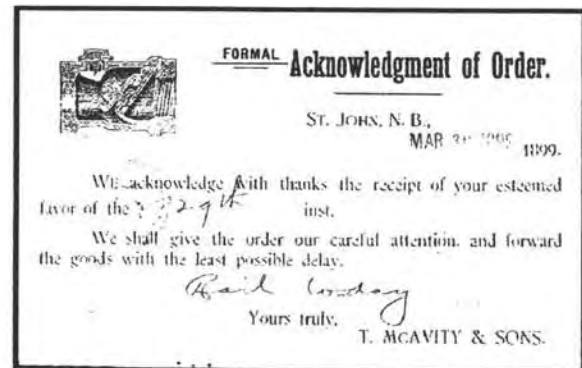 FORMAL Acknowledgment of Order.
ST. JOHN, N. B.,
MAR 1899.
WE acknowledge with thanks the receipt of your esteemed
favor of the 29th inst.
We shall give the order our careful attention, and forward
the goods with the least possible delay.
Yours truly,
T. MCAVITY & SONS.